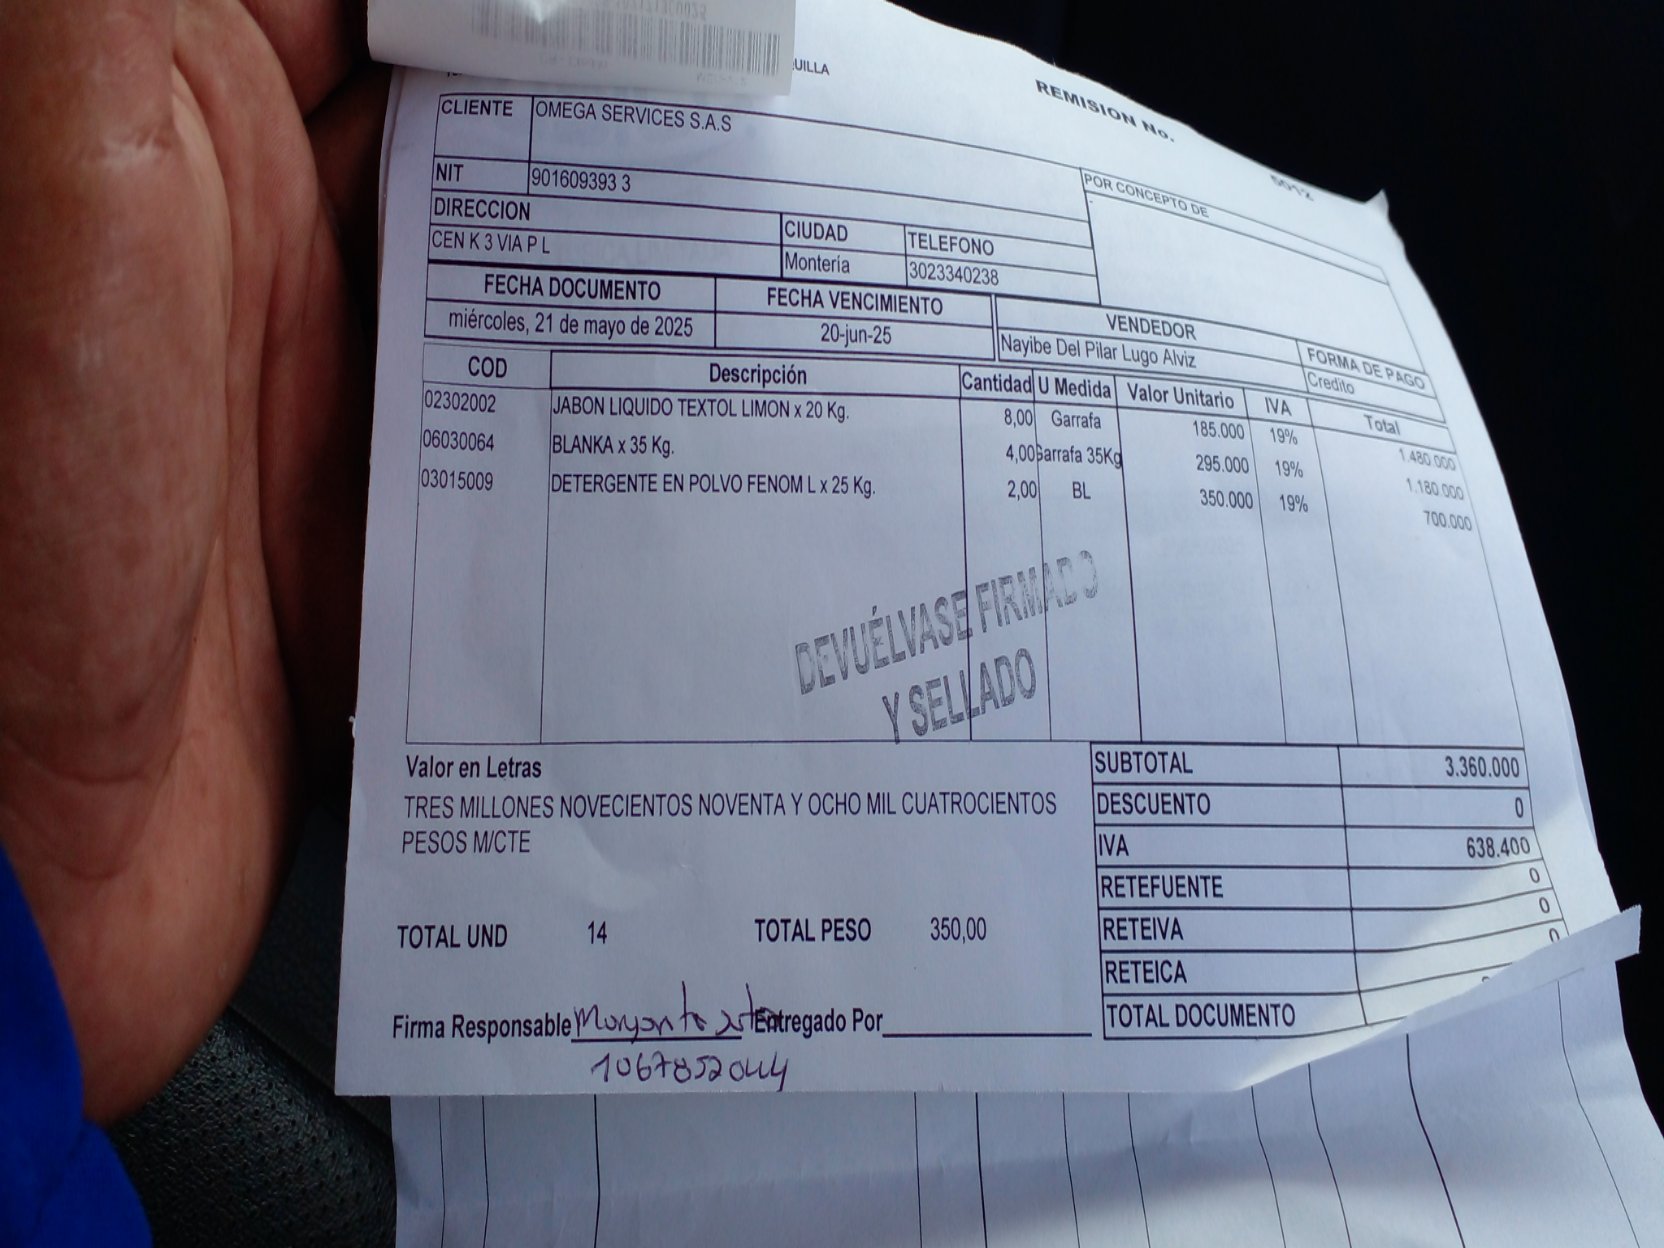 UILLA
REMISION No.
5012
CLIENTE OMEGA SERVICES S.A.S
NIT 901609393 3
POR CONCEPTO DE
DIRECCION CIUDAD TELEFONO
CEN K 3 VIA P L Montería 3023340238
FECHA DOCUMENTO FECHA VENCIMIENTO VENDEDOR FORMA DE PAGO
miércoles, 21 de mayo de 2025 20-jun-25 Nayibe Del Pilar Lugo Alviz Credito
COD Descripción Cantidad U Medida Valor Unitario IVA Total
02302002 JABON LIQUIDO TEXTOL LIMON x 20 Kg. 8,00 Garrafa 185.000 19% 1.480.000
06030064 BLANKA x 35 Kg. 4,00 Garrafa 35Kg 295.000 19% 1.180.000
03015009 DETERGENTE EN POLVO FENOM L x 25 Kg. 2,00 BL 350.000 19% 700.000
DEVUÉLVASE FIRMADO
Y SELLADO
Valor en Letras
TRES MILLONES NOVECIENTOS NOVENTA Y OCHO MIL CUATROCIENTOS
PESOS M/CTE
SUBTOTAL 3.360.000
DESCUENTO 0
IVA 638.400
RETEFUENTE 0
RETEIVA 0
RETEICA 0
TOTAL DOCUMENTO
TOTAL UND 14 TOTAL PESO 350,00
Firma Responsable Entregado Por
1067852044